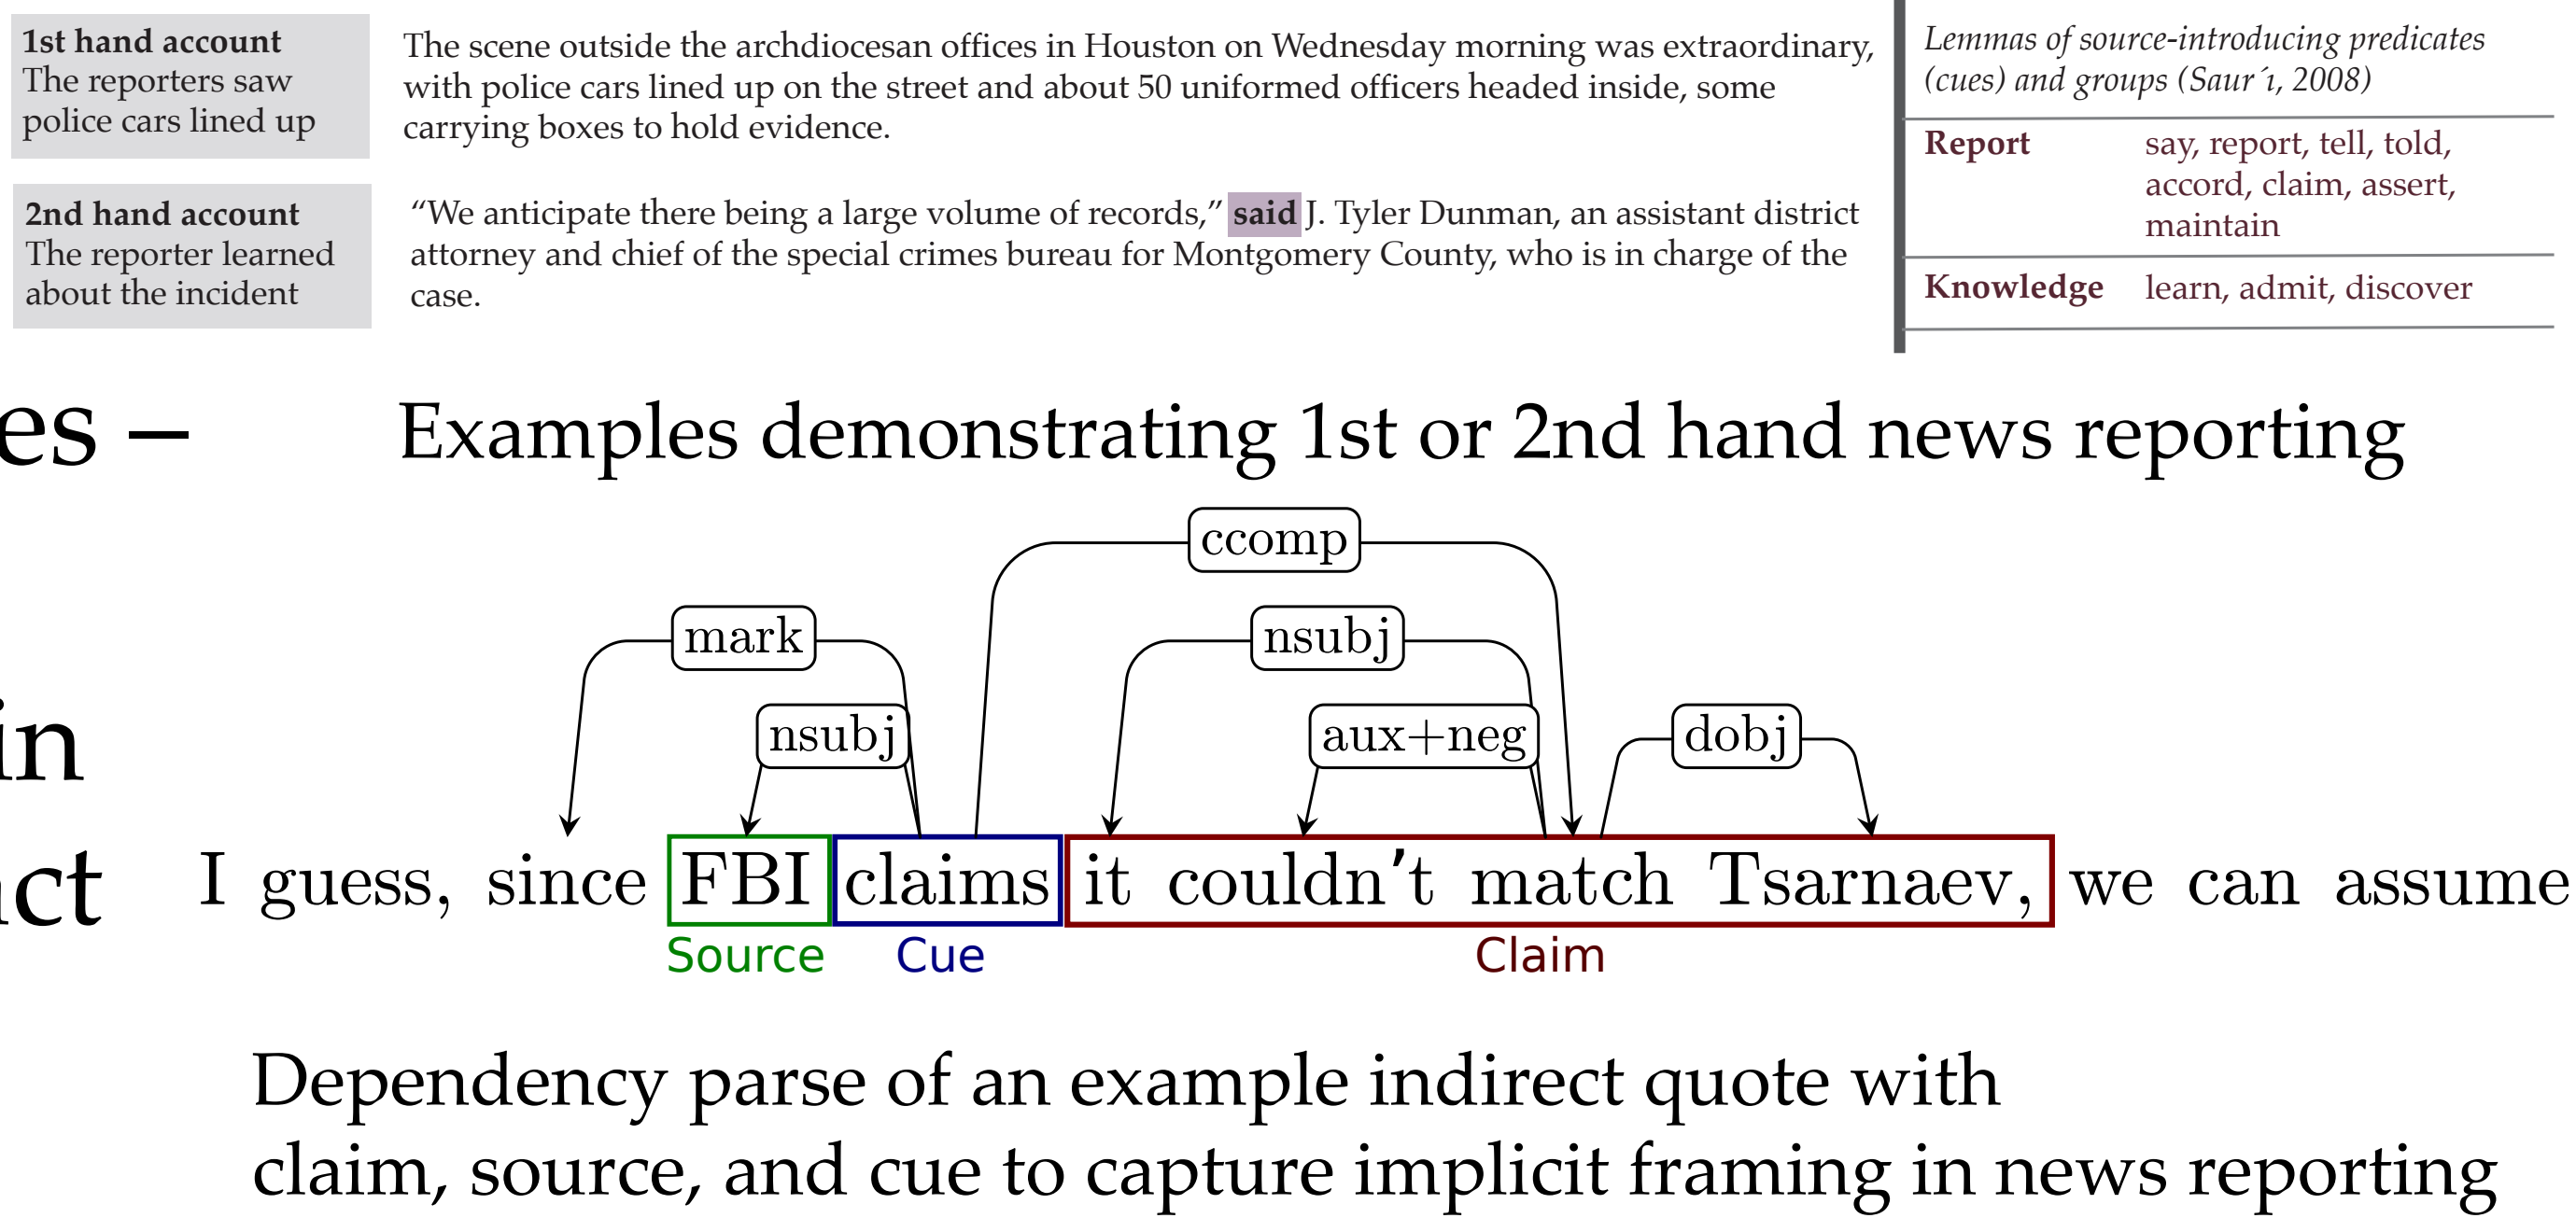 1st hand account
The reporters saw
police cars lined up
The scene outside the archdiocesan offices in Houston on Wednesday morning was extraordinary,
with police cars lined up on the street and about 50 uniformed officers headed inside, some
carrying boxes to hold evidence.
2nd hand account
The reporter learned
about the incident
“We anticipate there being a large volume of records,” said J. Tyler Dunman, an assistant district
attorney and chief of the special crimes bureau for Montgomery County, who is in charge of the
case.
Lemmas of source-introducing predicates
(cues) and groups (Saur´ı, 2008)
Report say, report, tell, told,
accord, claim, assert,
maintain
Knowledge learn, admit, discover
es –
Examples demonstrating 1st or 2nd hand news reporting
ccomp
mark
nsubj
nsubj
aux+neg
dobj
in
ct
I guess, since FBI claims it couldn't match Tsarnaev, we can assume
Source
Cue
Claim
Dependency parse of an example indirect quote with
claim, source, and cue to capture implicit framing in news reporting